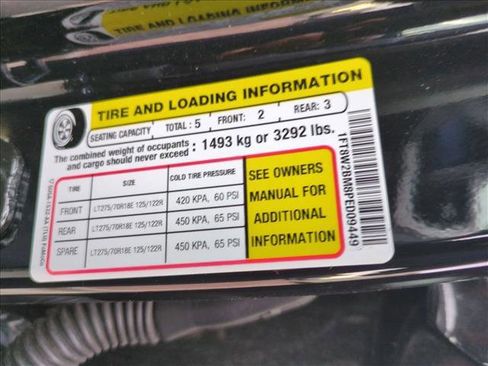 TIRE AND LOADING INFORMATION
SEATING CAPACITY TOTAL: 5 FRONT: 2 REAR: 3
The combined weight of occupants and cargo should never exceed : 1493 kg or 3292 lbs.
TIRE SIZE COLD TIRE PRESSURE
FRONT LT275/70R18E 125/122R 420 KPA, 60 PSI
REAR LT275/70R18E 125/122R 450 KPA, 65 PSI
SPARE LT275/70R18E 125/122R 450 KPA, 65 PSI
SEE OWNERS
MANUAL FOR
ADDITIONAL
INFORMATION